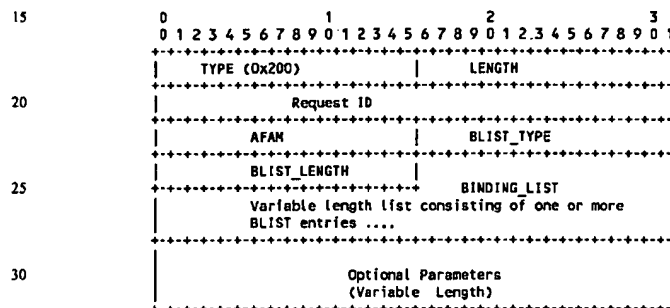 15 0 1 2 3
0 1 2 3 4 5 6 7 8 9 0 1 2 3 4 5 6 7 8 9 0 1 2.3 4 5 6 7 8 9 0 1
+-+-+-+-+-+-+-+-+-+-+-+-+-+-+-+-+-+-+-+-+-+-+-+-+-+-+-+-+-+-+-+-+
| TYPE (0x200) | LENGTH
+-+-+-+-+-+-+-+-+-+-+-+-+-+-+-+-+-+-+-+-+-+-+-+-+-+-+-+-+-+-+-+-+
20 | Request ID
+-+-+-+-+-+-+-+-+-+-+-+-+-+-+-+-+-+-+-+-+-+-+-+-+-+-+-+-+-+-+-+-+
| AFAM | BLIST_TYPE
+-+-+-+-+-+-+-+-+-+-+-+-+-+-+-+-+-+-+-+-+-+-+-+-+-+-+-+-+-+-+-+-+
| BLIST_LENGTH |
25 +-+-+-+-+-+-+-+-+-+-+-+-+-+-+-+-+ BINDING_LIST
| Variable length list consisting of one or more
| BLIST entries ....
+-+-+-+-+-+-+-+-+-+-+-+-+-+-+-+-+-+-+-+-+-+-+-+-+-+-+-+-+-+-+-+-+
30 | Optional Parameters
| (Variable Length)
+-+-+-+-+-+-+-+-+-+-+-+-+-+-+-+-+-+-+-+-+-+-+-+-+-+-+-+-+-+-+-+-+